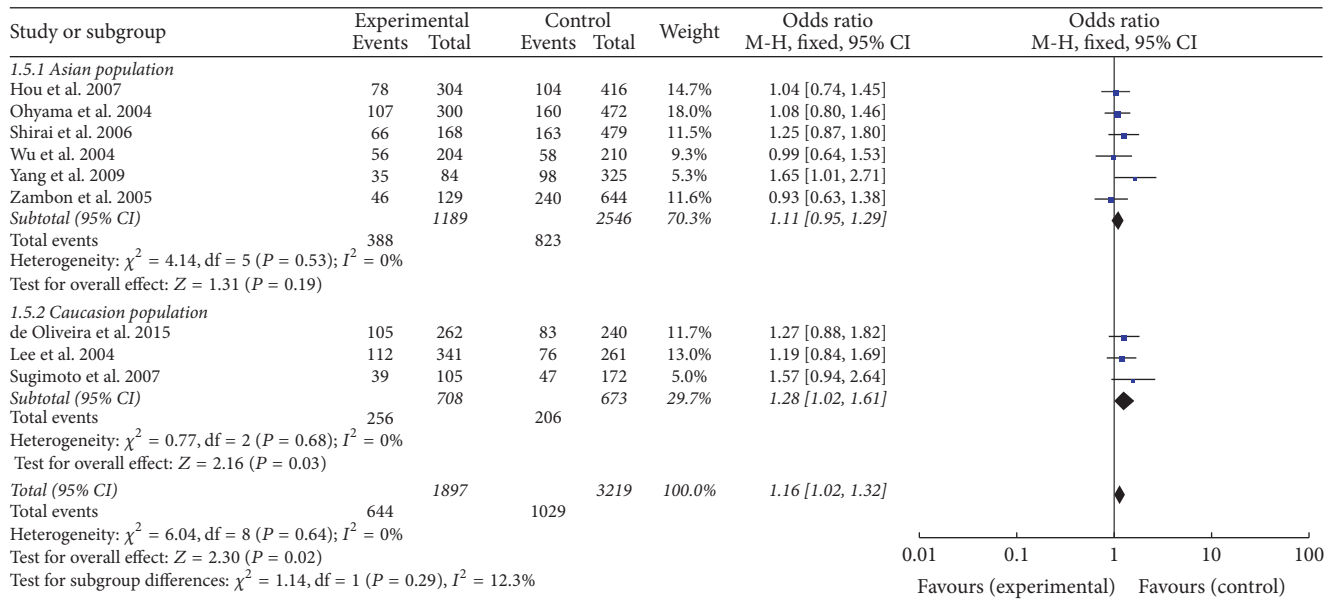 Study or subgroup Experimental Control Weight Odds ratio Odds ratio
Events Total Events Total M-H, fixed, 95% CI M-H, fixed, 95% CI
1.5.1 Asian population
Hou et al. 2007 78 304 104 416 14.7% 1.04 [0.74, 1.45]
Ohyama et al. 2004 107 300 160 472 18.0% 1.08 [0.80, 1.46]
Shirai et al. 2006 66 168 163 479 11.5% 1.25 [0.87, 1.80]
Wu et al. 2004 56 204 58 210 9.3% 0.99 [0.64, 1.53]
Yang et al. 2009 35 84 98 325 5.3% 1.65 [1.01, 2.71]
Zambon et al. 2005 46 129 240 644 11.6% 0.93 [0.63, 1.38]
Subtotal (95% CI) 1189 2546 70.3% 1.11 [0.95, 1.29]
Total events 388 823
Heterogeneity: χ² = 4.14, df = 5 (P = 0.53); I² = 0%
Test for overall effect: Z = 1.31 (P = 0.19)
1.5.2 Caucasion population
de Oliveira et al. 2015 105 262 83 240 11.7% 1.27 [0.88, 1.82]
Lee et al. 2004 112 341 76 261 13.0% 1.19 [0.84, 1.69]
Sugimoto et al. 2007 39 105 47 172 5.0% 1.57 [0.94, 2.64]
Subtotal (95% CI) 708 673 29.7% 1.28 [1.02, 1.61]
Total events 256 206
Heterogeneity: χ² = 0.77, df = 2 (P = 0.68); I² = 0%
Test for overall effect: Z = 2.16 (P = 0.03)
Total (95% CI) 1897 3219 100.0% 1.16 [1.02, 1.32]
Total events 644 1029
Heterogeneity: χ² = 6.04, df = 8 (P = 0.64); I² = 0%
Test for overall effect: Z = 2.30 (P = 0.02)
Test for subgroup differences: χ² = 1.14, df = 1 (P = 0.29), I² = 12.3%
0.01 0.1 1 10 100
Favours (experimental) Favours (control)